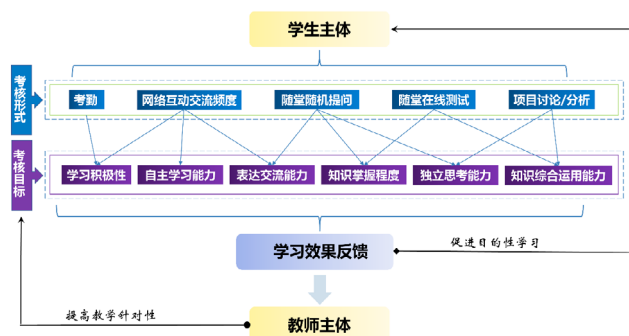 学生主体
考核形式
考勤
网络互动交流频度
随堂随机提问
随堂在线测试
项目讨论/分析
考核目标
学习积极性
自主学习能力
表达交流能力
知识掌握程度
独立思考能力
知识综合运用能力
学习效果反馈
促进目的性学习
提高教学针对性
教师主体